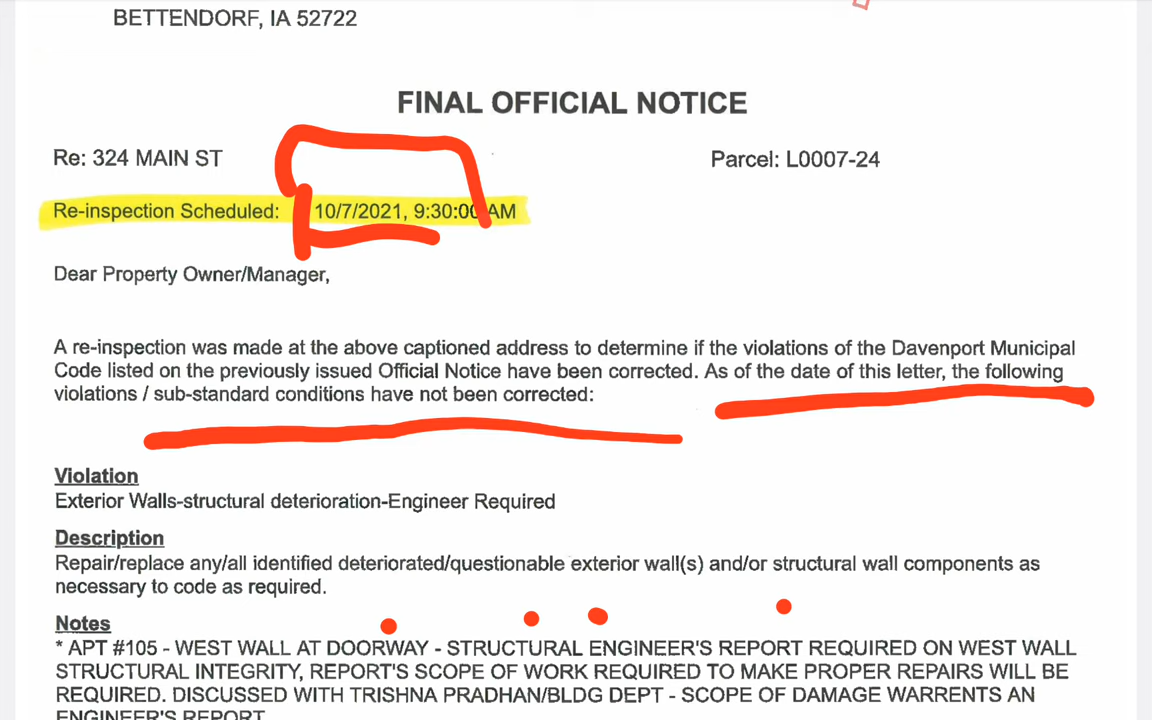 BETTENDORF, IA 52722
FINAL OFFICIAL NOTICE
Re: 324 MAIN ST Parcel: L0007-24
Re-inspection Scheduled: 10/7/2021, 9:30:00 AM
Dear Property Owner/Manager,
A re-inspection was made at the above captioned address to determine if the violations of the Davenport Municipal
Code listed on the previously issued Official Notice have been corrected. As of the date of this letter, the following
violations / sub-standard conditions have not been corrected:
Violation
Exterior Walls-structural deterioration-Engineer Required
Description
Repair/replace any/all identified deteriorated/questionable exterior wall(s) and/or structural wall components as
necessary to code as required.
Notes
* APT #105 - WEST WALL AT DOORWAY - STRUCTURAL ENGINEER'S REPORT REQUIRED ON WEST WALL
STRUCTURAL INTEGRITY, REPORT'S SCOPE OF WORK REQUIRED TO MAKE PROPER REPAIRS WILL BE
REQUIRED. DISCUSSED WITH TRISHNA PRADHAN/BLDG DEPT - SCOPE OF DAMAGE WARRENTS AN
ENGINEER'S REPORT